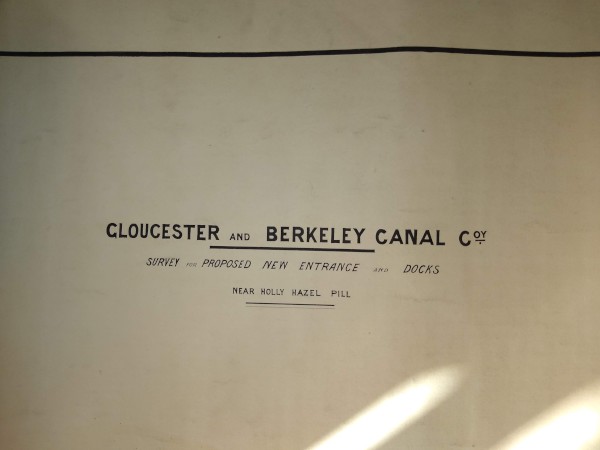 GLOUCESTER AND BERKELEY CANAL COY
SURVEY FOR PROPOSED NEW ENTRANCE AND DOCKS
NEAR HOLLY HAZEL PILL